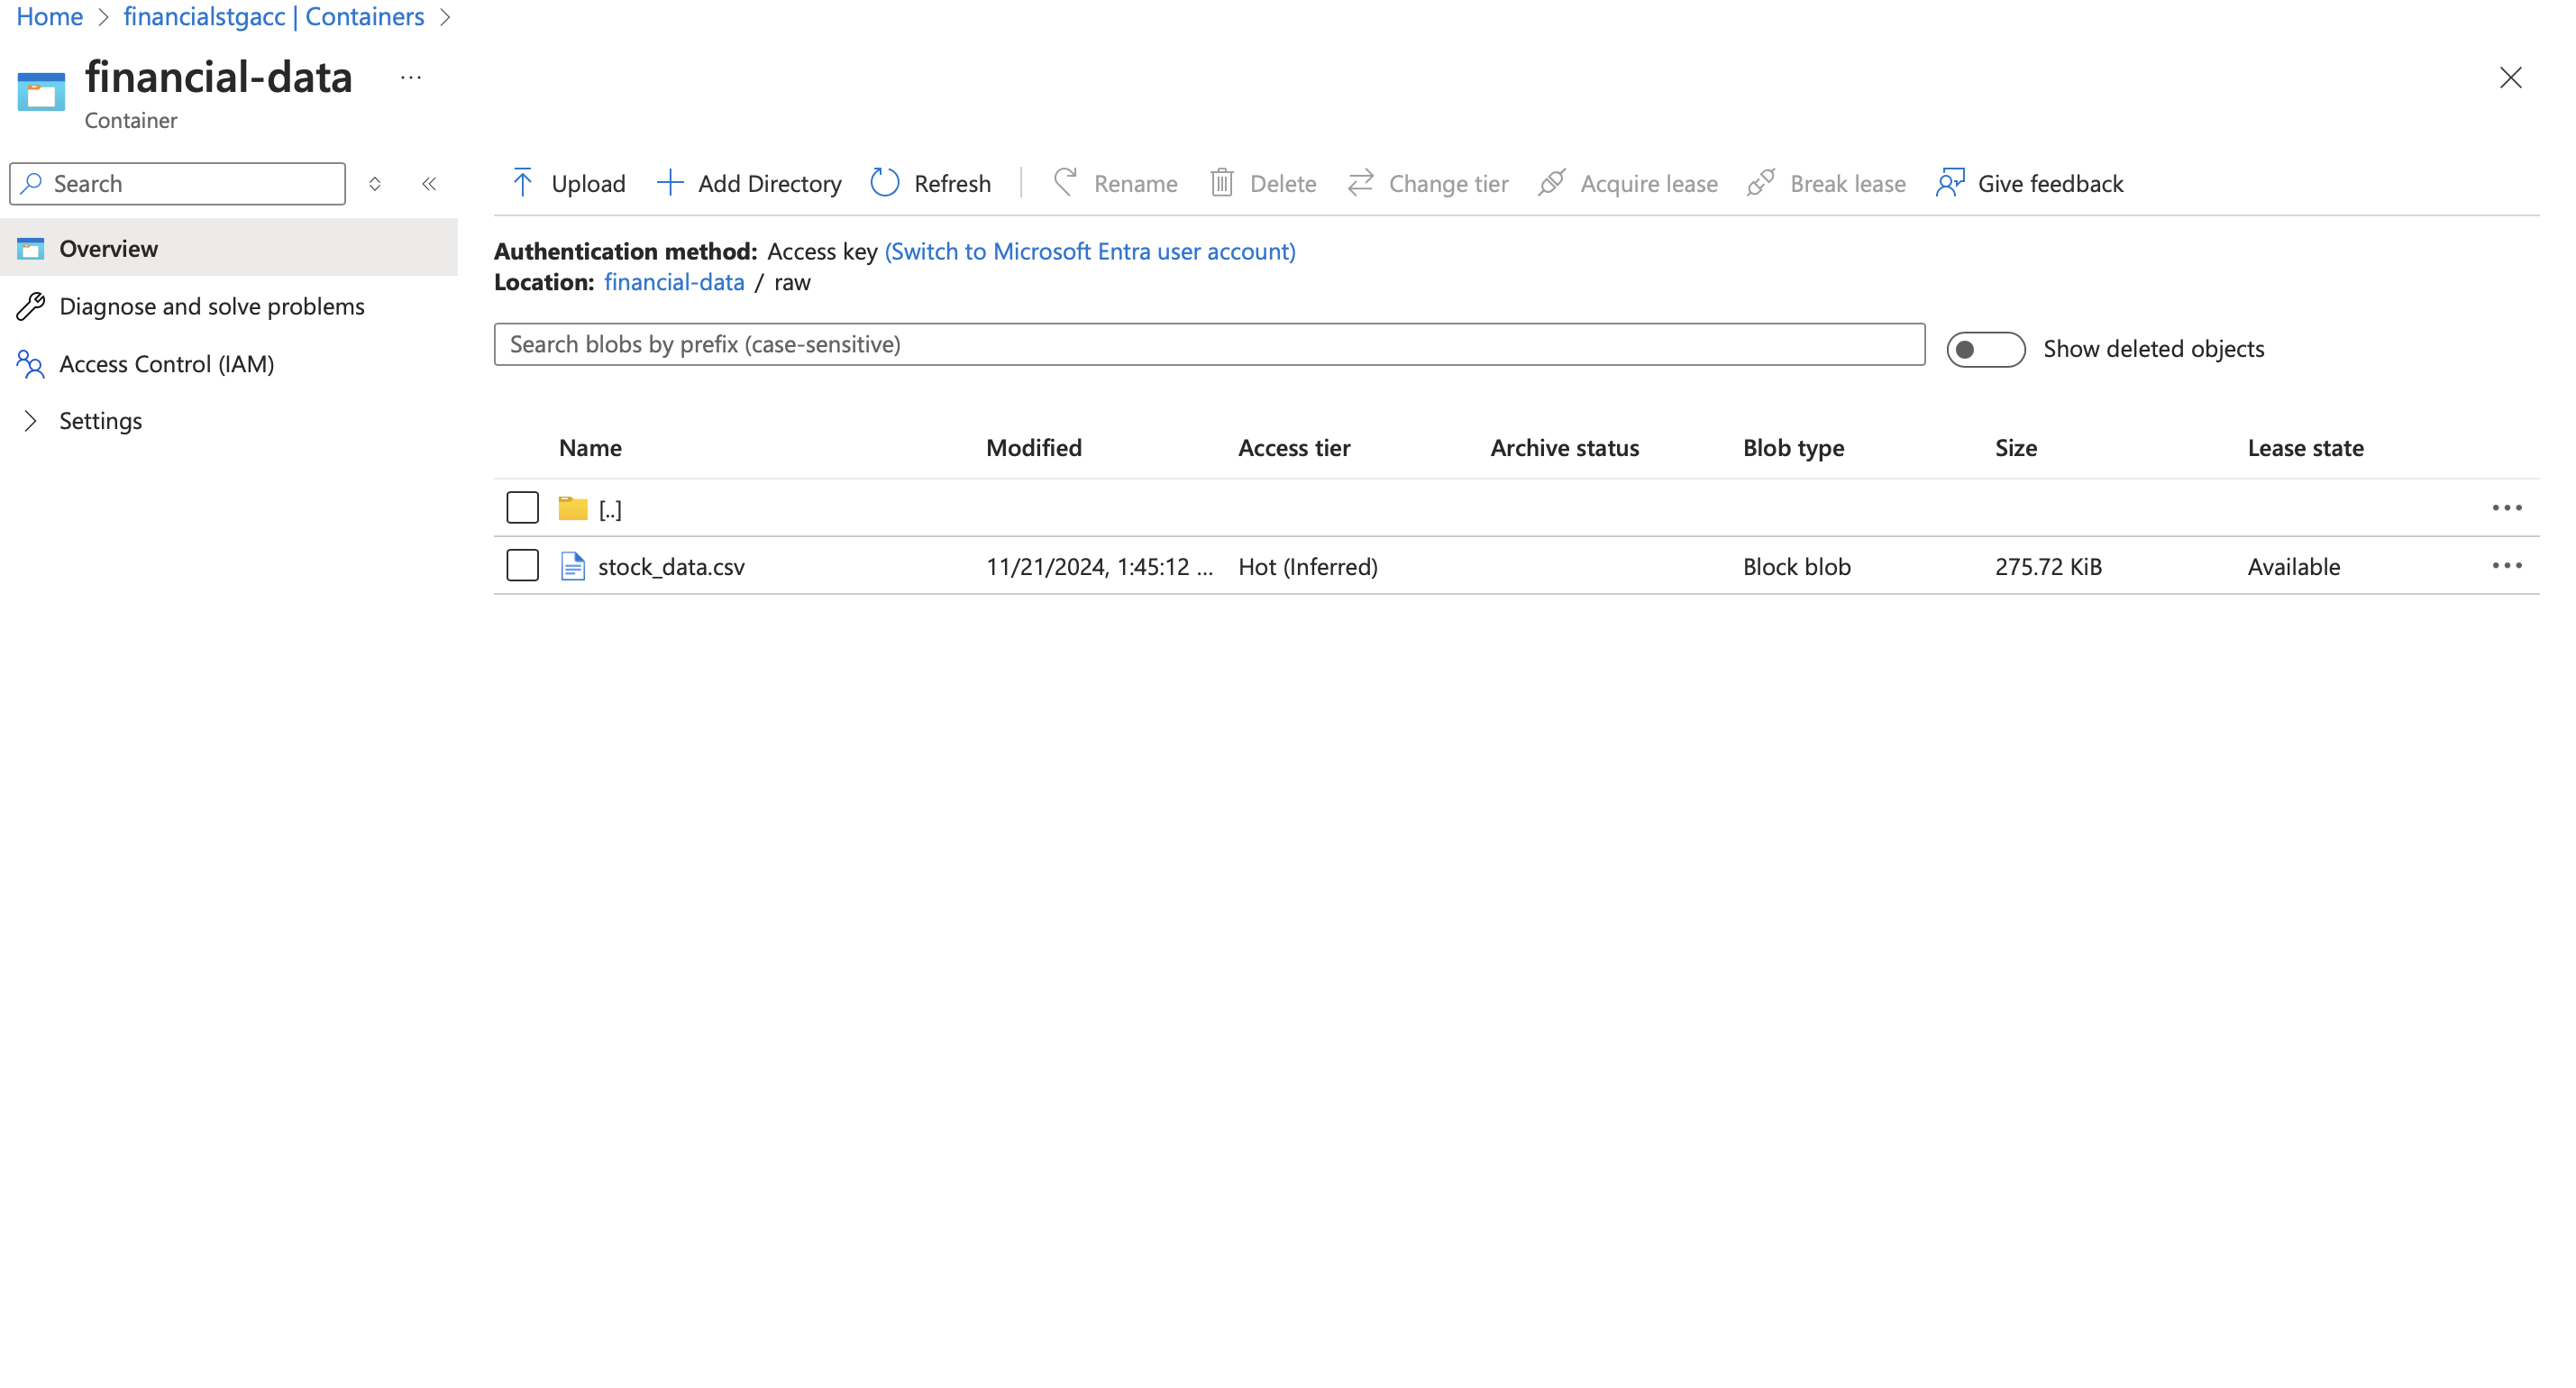 Home > financialstgacc | Containers >
financial-data ...
Container
Search
Upload Add Directory Refresh Rename Delete Change tier Acquire lease Break lease Give feedback
Overview
Diagnose and solve problems
Access Control (IAM)
Settings
Authentication method: Access key (Switch to Microsoft Entra user account)
Location: financial-data / raw
Search blobs by prefix (case-sensitive)
Show deleted objects
Name Modified Access tier Archive status Blob type Size Lease state
[..]
stock_data.csv 11/21/2024, 1:45:12 ... Hot (Inferred) Block blob 275.72 KiB Available